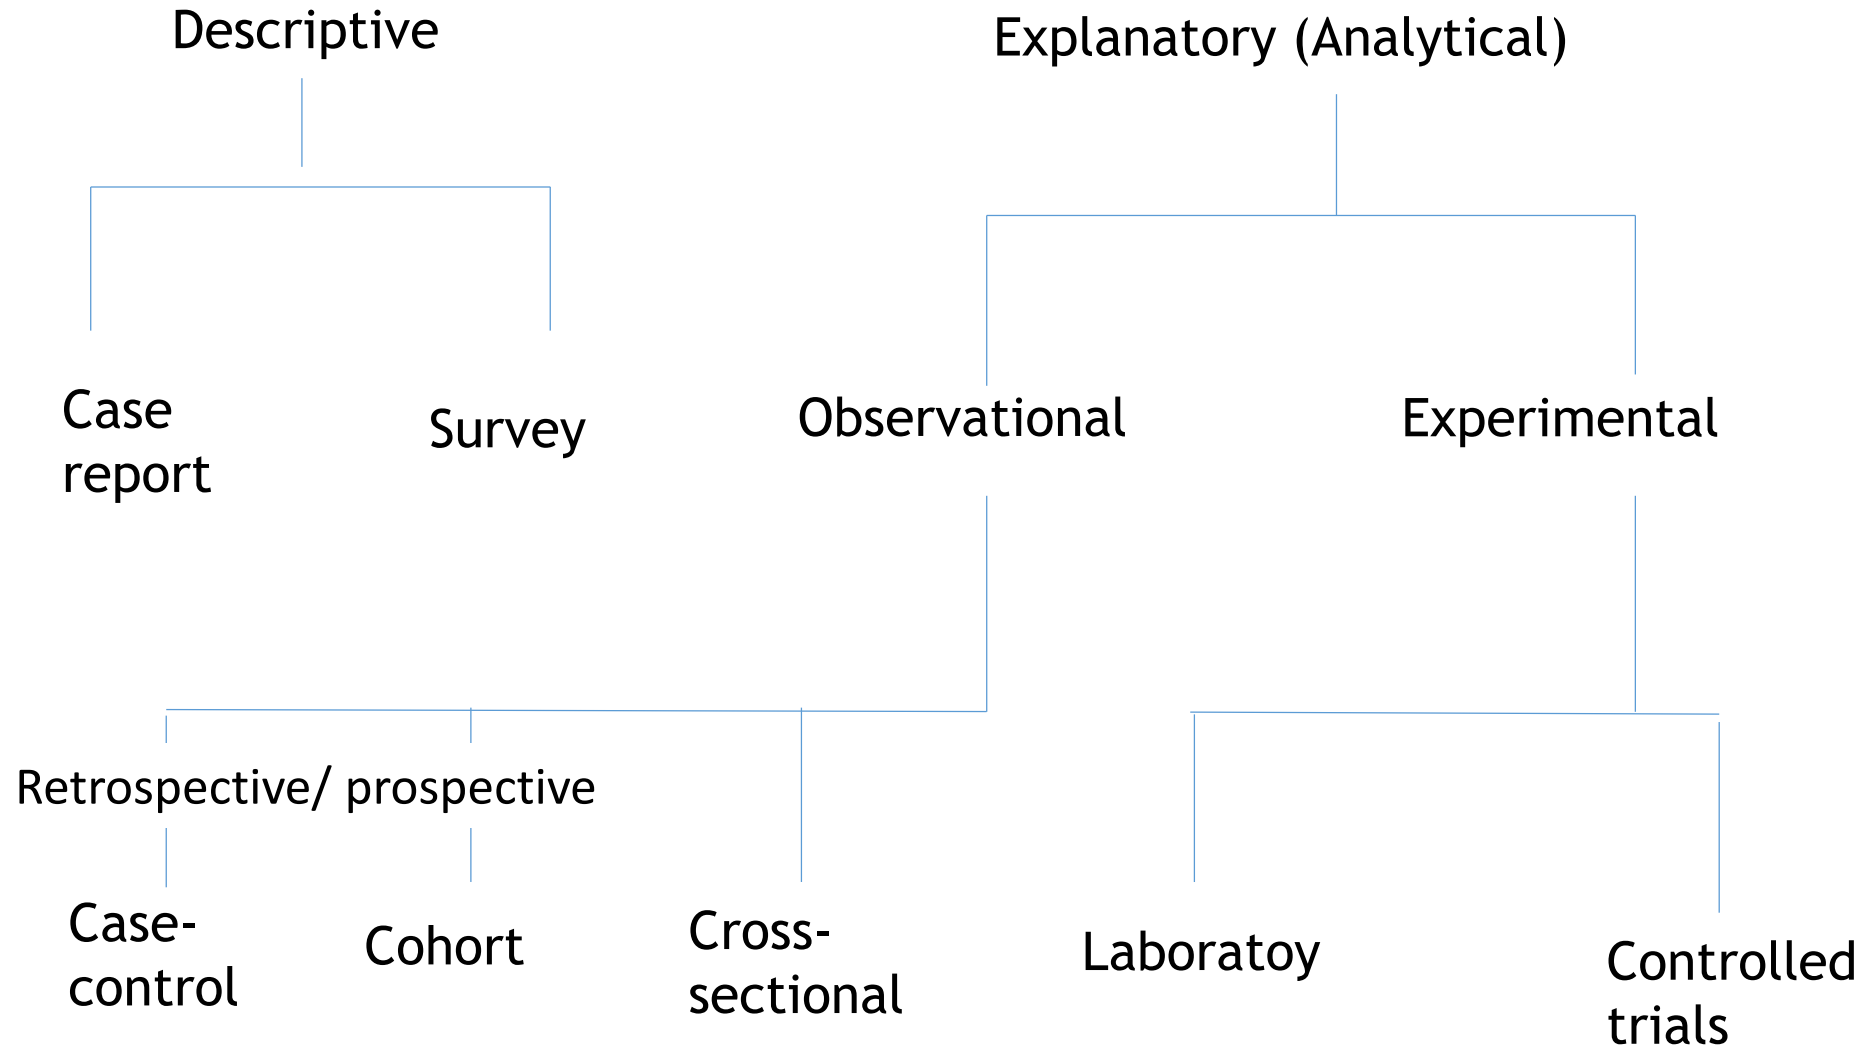 Descriptive
Explanatory (Analytical)
Case
report
Survey
Observational
Experimental
Retrospective/ prospective
Case-
control
Cohort
Cross-
sectional
Laboratoy
Controlled
trials